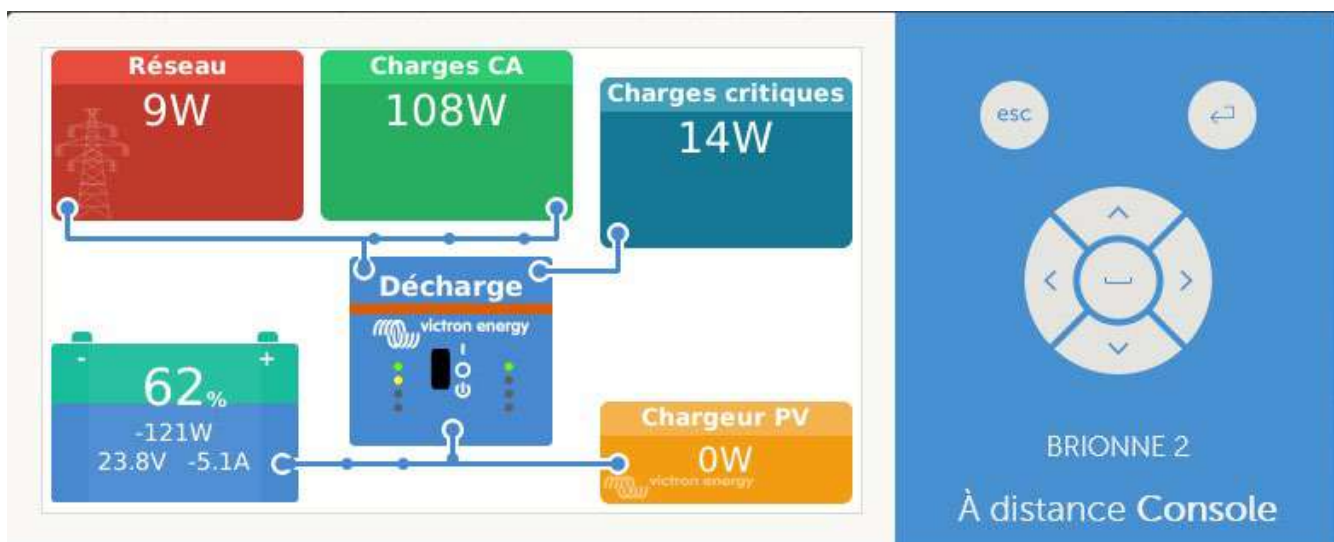 Réseau
9W
Charges CA
108W
Charges critiques
14W
Décharge
victron energy
- +
62%
-121W
23.8V -5.1A
Chargeur PV
0W
victron energy
esc
BRIONNE 2
À distance Console